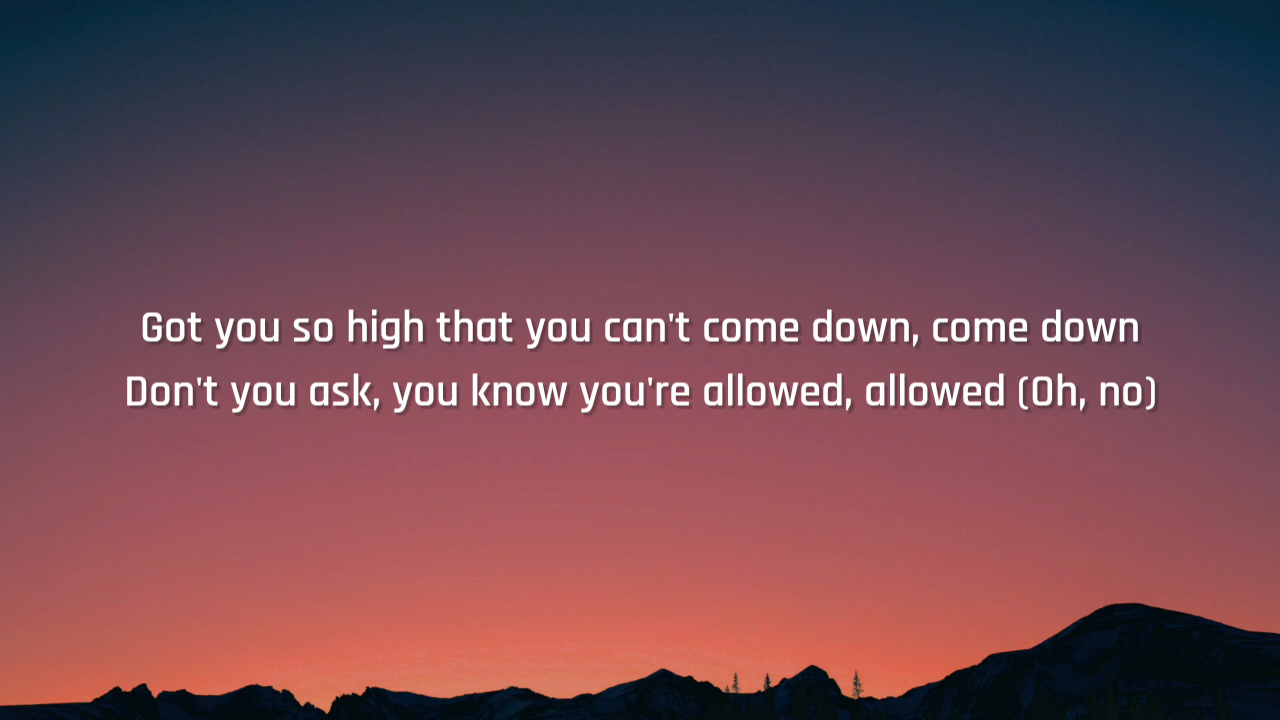 Got you so high that you can't come down, come down
Don't you ask, you know you're allowed, allowed (Oh, no)